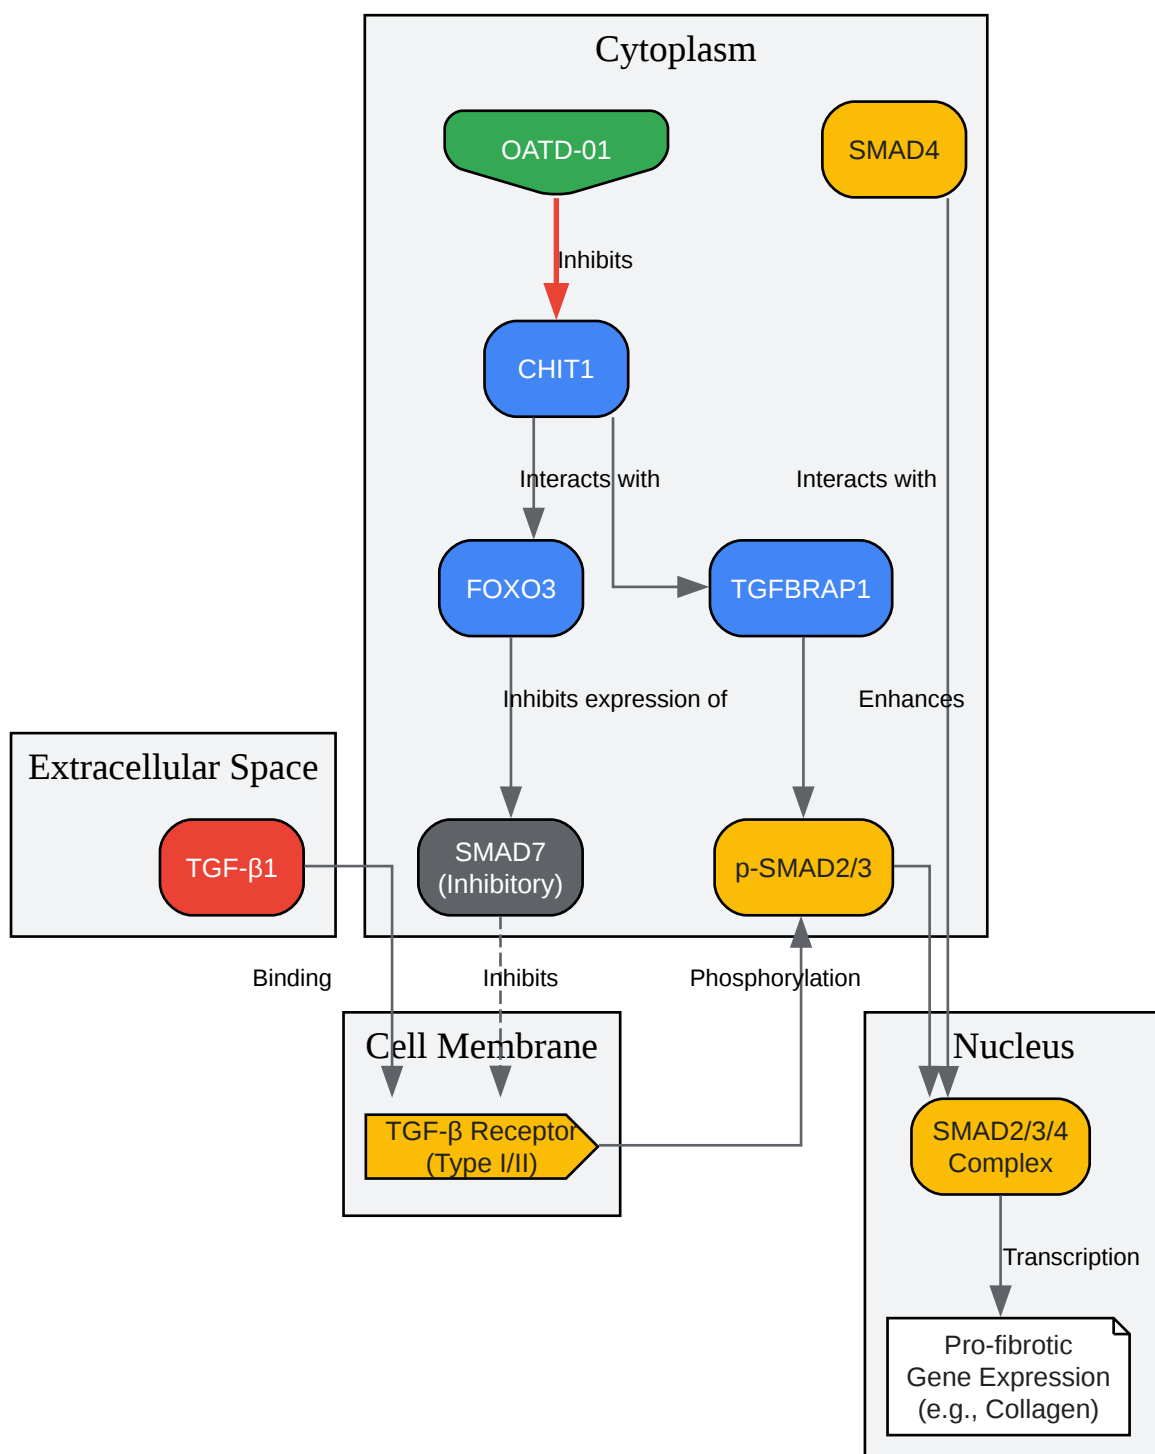 Cytoplasm
OATD-01
SMAD4
Inhibits
CHIT1
Interacts with
Interacts with
FOXO3
TGFBRAP1
Inhibits expression of
Enhances
Extracellular Space
TGF-β1
SMAD7
(Inhibitory)
p-SMAD2/3
Binding
Inhibits
Phosphorylation
Cell Membrane
Nucleus
TGF-β Receptor
(Type I/II)
SMAD2/3/4
Complex
Transcription
Pro-fibrotic
Gene Expression
(e.g., Collagen)